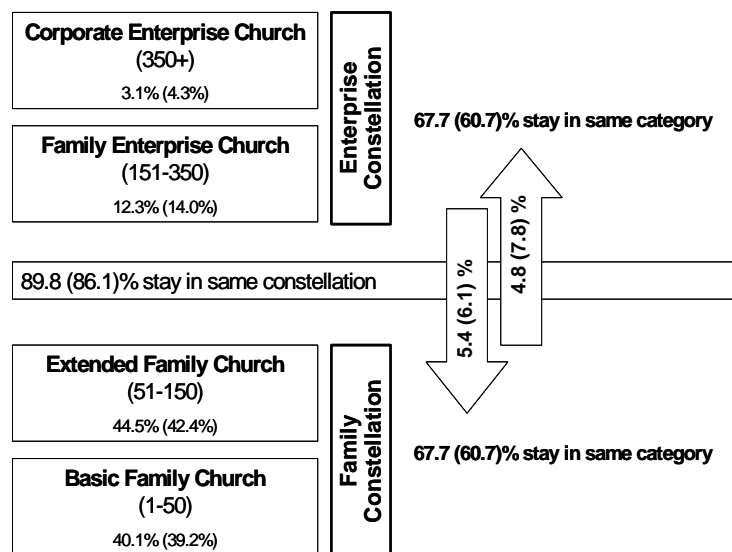 Corporate Enterprise Church
(350+)
3.1% (4.3%)
Family Enterprise Church
(151-350)
12.3% (14.0%)
Enterprise
Constellation
67.7 (60.7)% stay in same category
4.8 (7.8) %
5.4 (6.1) %
89.8 (86.1)% stay in same constellation
Extended Family Church
(51-150)
44.5% (42.4%)
Basic Family Church
(1-50)
40.1% (39.2%)
Family
Constellation
67.7 (60.7)% stay in same category